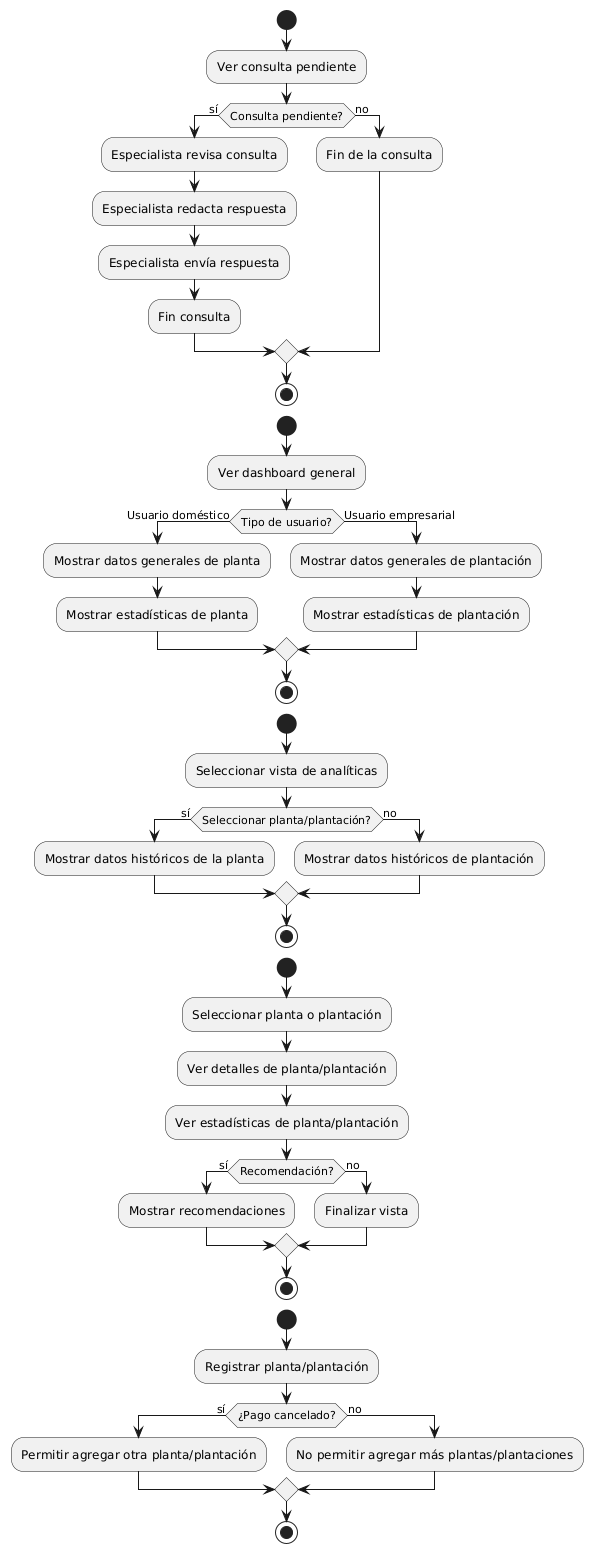 Ver consulta pendiente
sí
Consulta pendiente?
no
Especialista revisa consulta
Fin de la consulta
Especialista redacta respuesta
Especialista envía respuesta
Fin consulta
Ver dashboard general
Usuario doméstico
Tipo de usuario?
Usuario empresarial
Mostrar datos generales de planta
Mostrar datos generales de plantación
Mostrar estadísticas de planta
Mostrar estadísticas de plantación
Seleccionar vista de analíticas
sí
Seleccionar planta/plantación?
no
Mostrar datos históricos de la planta
Mostrar datos históricos de plantación
Seleccionar planta o plantación
Ver detalles de planta/plantación
Ver estadísticas de planta/plantación
sí
Recomendación?
no
Mostrar recomendaciones
Finalizar vista
Registrar planta/plantación
sí
¿Pago cancelado?
no
Permitir agregar otra planta/plantación
No permitir agregar más plantas/plantaciones